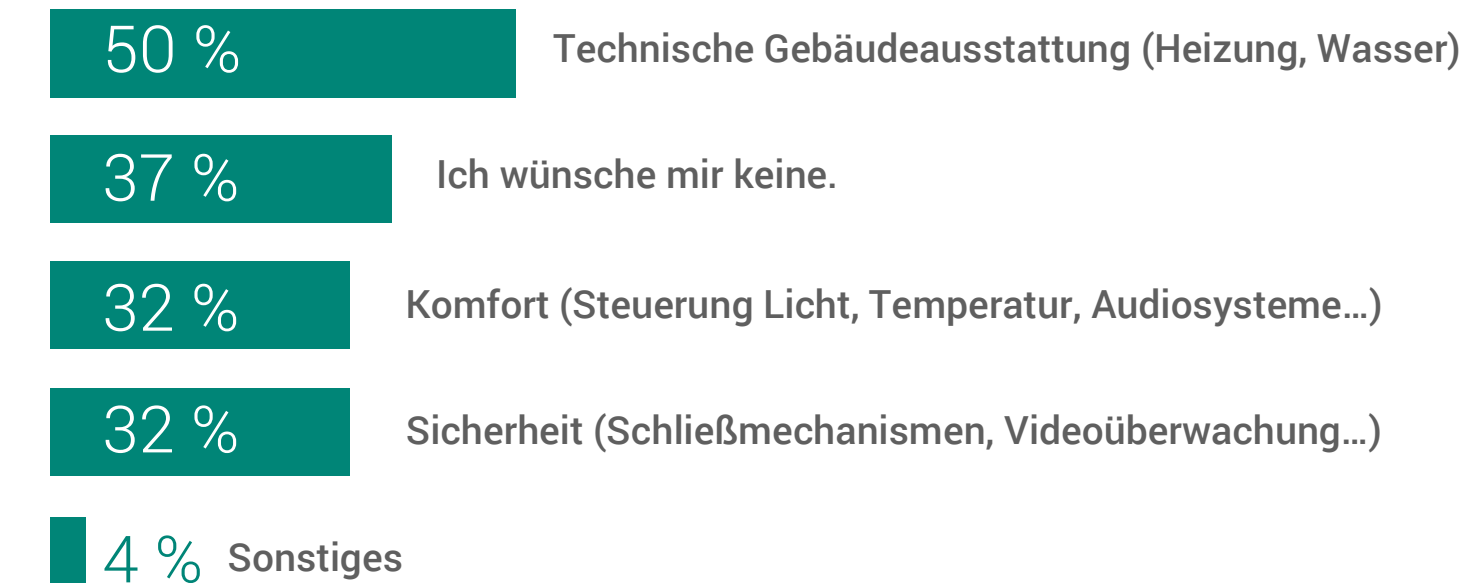 50 % Technische Gebäudeausstattung (Heizung, Wasser)
37 % Ich wünsche mir keine.
32 % Komfort (Steuerung Licht, Temperatur, Audiosysteme…)
32 % Sicherheit (Schließmechanismen, Videoüberwachung…)
4 % Sonstiges